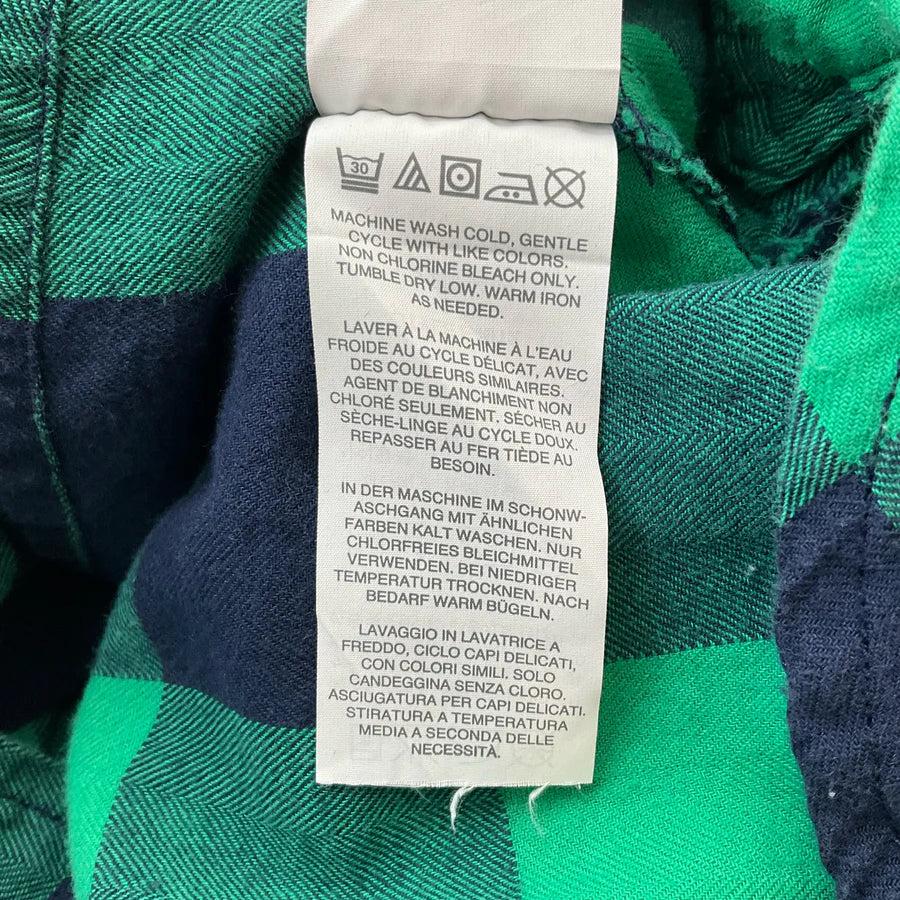 30
MACHINE WASH COLD, GENTLE
CYCLE WITH LIKE COLORS.
NON CHLORINE BLEACH ONLY.
TUMBLE DRY LOW. WARM IRON
AS NEEDED.
LAVER À LA MACHINE À L'EAU
FROIDE AU CYCLE DÉLICAT, AVEC
DES COULEURS SIMILAIRES.
AGENT DE BLANCHIMENT NON
CHLORÉ SEULEMENT. SÉCHER AU
SÈCHE-LINGE AU CYCLE DOUX.
REPASSER AU FER TIÈDE AU
BESOIN.
IN DER MASCHINE IM SCHONW-
ASCHGANG MIT ÄHNLICHEN
FARBEN KALT WASCHEN. NUR
CHLORFREIES BLEICHMITTEL
VERWENDEN. BEI NIEDRIGER
TEMPERATUR TROCKNEN. NACH
BEDARF WARM BÜGELN.
LAVAGGIO IN LAVATRICE A
FREDDO, CICLO CAPI DELICATI,
CON COLORI SIMILI. SOLO
CANDEGGINA SENZA CLORO.
ASCIUGATURA PER CAPI DELICATI.
STIRATURA A TEMPERATURA
MEDIA A SECONDA DELLE
NECESSITÀ.